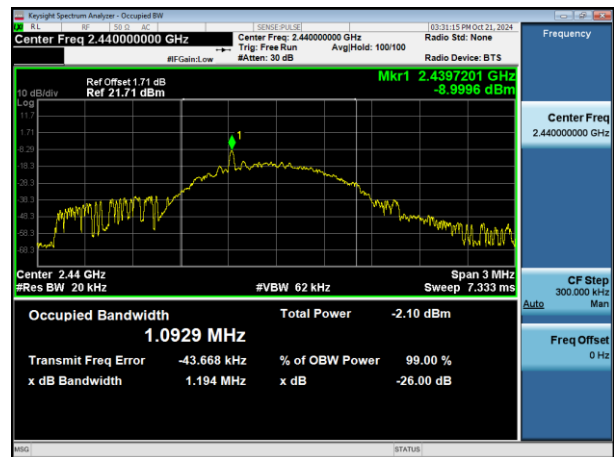 Keysight Spectrum Analyzer - Occupied BW
RL RF 50 Ω AC SENSE:PULSE 03:31:15 PM Oct 21, 2024
Center Freq 2.440000000 GHz Center Freq: 2.440000000 GHz Radio Std: None Frequency
Trig: Free Run Avg|Hold: 100/100
#IFGain:Low #Atten: 30 dB Radio Device: BTS
Ref Offset 1.71 dB Mkr1 2.4397201 GHz
10 dB/div Ref 21.71 dBm -8.9996 dBm
Log
11.7 Center Freq
1.71 1 2.440000000 GHz
-8.29
-18.3
-28.3
-38.3
-48.3
-58.3
-68.3
Center 2.44 GHz Span 3 MHz
#Res BW 20 kHz #VBW 62 kHz Sweep 7.333 ms
CF Step
300.000 kHz
Auto Man
Occupied Bandwidth Total Power -2.10 dBm
1.0929 MHz
Freq Offset
0 Hz
Transmit Freq Error -43.668 kHz % of OBW Power 99.00 %
x dB Bandwidth 1.194 MHz x dB -26.00 dB
MSG STATUS